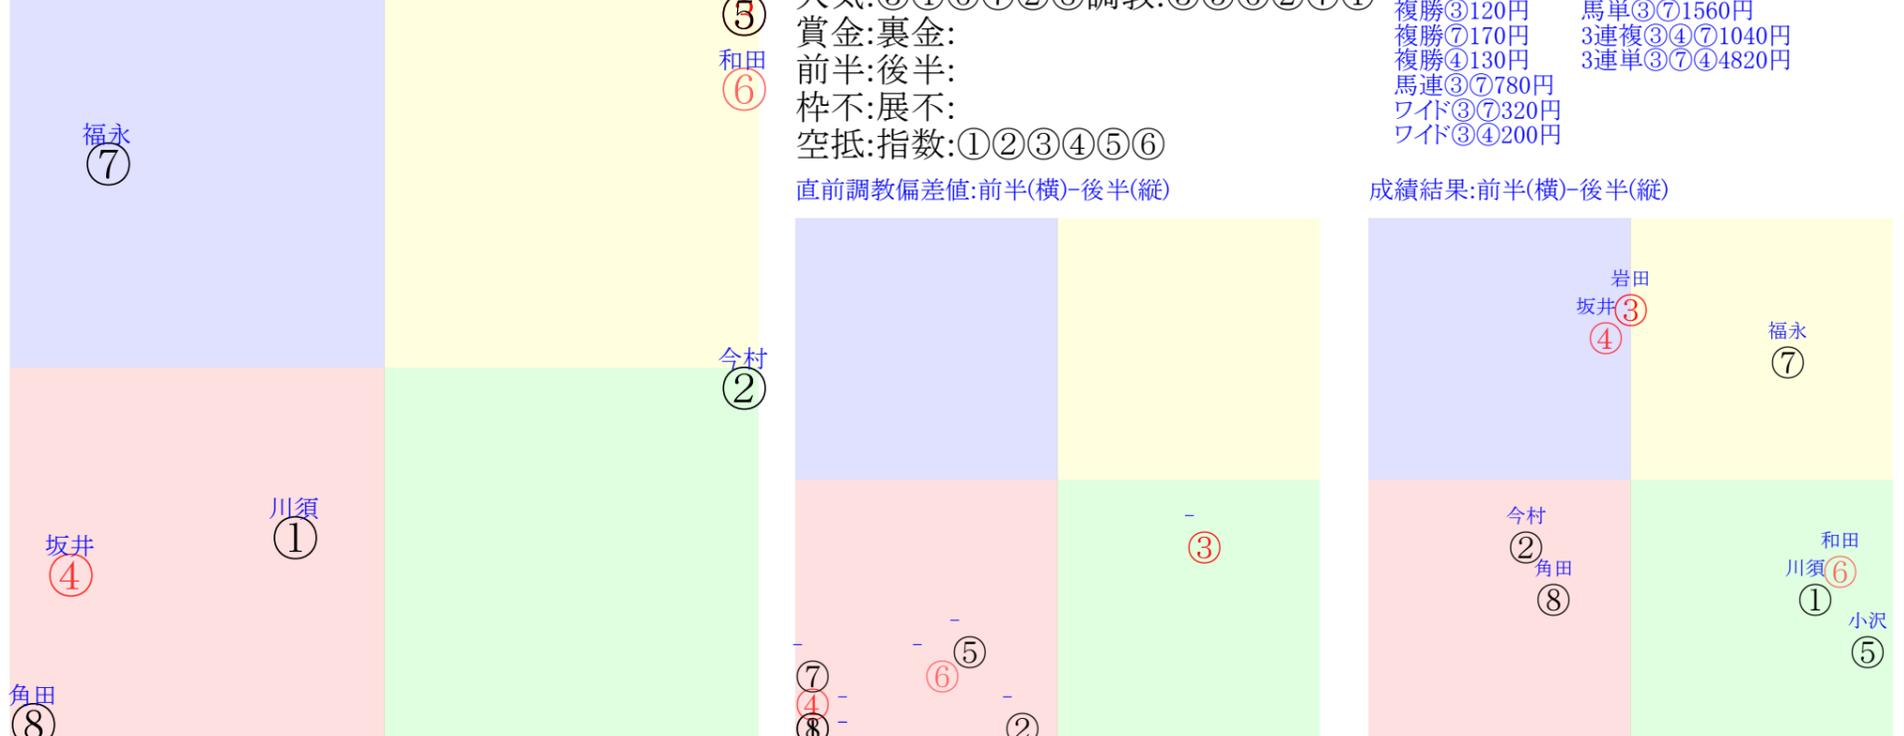 ⑤
和田
⑥
福永
⑦
今村
②
川須
①
坂井
④
角田
⑧
賞金:裏金:
前半:後半:
枠不:展不:
空抵:指数:①②③④⑤⑥
複勝③120円 馬単③⑦1560円
複勝⑦170円 3連複③④⑦1040円
複勝④130円 3連単③⑦④4820円
馬連③⑦780円
ワイド③⑦320円
ワイド③④200円
直前調教偏差値:前半(横)-後半(縦)
-
③
-
⑤
-
⑥
-
⑦
-
④
-
-
②
成績結果:前半(横)-後半(縦)
岩田
③
坂井
④
福永
⑦
今村
②
角田
⑧
和田
⑥
川須
①
小沢
⑤